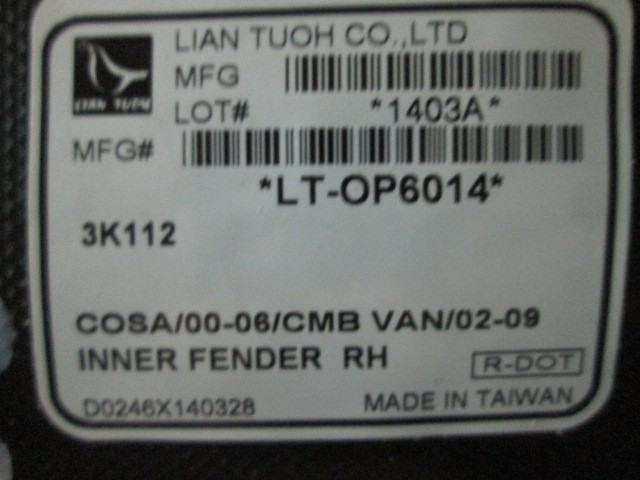 LIAN TUOH CO.,LTD
LIAN TUOH
MFG
LOT#
*1403A*
MFG#
*LT-OP6014*
3K112
COSA/00-06/CMB VAN/02-09
INNER FENDER RH
R-DOT
D0246X140328
MADE IN TAIWAN